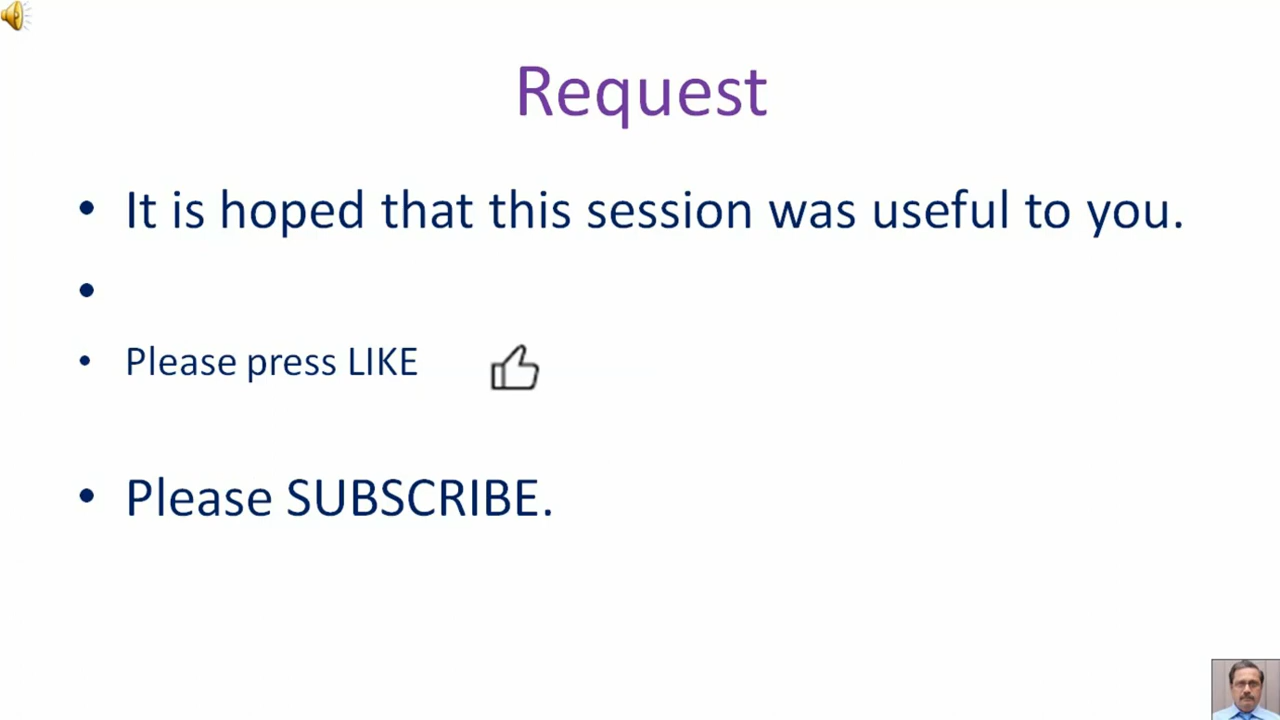 Request
• It is hoped that this session was useful to you.
•
• Please press LIKE
• Please SUBSCRIBE.